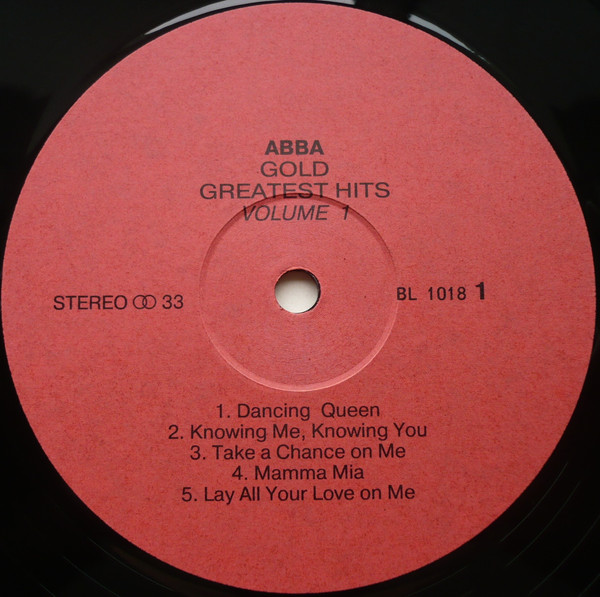 ABBA
GOLD
GREATEST HITS
VOLUME 1
STEREO 33
BL 1018 1
1. Dancing Queen
2. Knowing Me, Knowing You
3. Take a Chance on Me
4. Mamma Mia
5. Lay All Your Love on Me